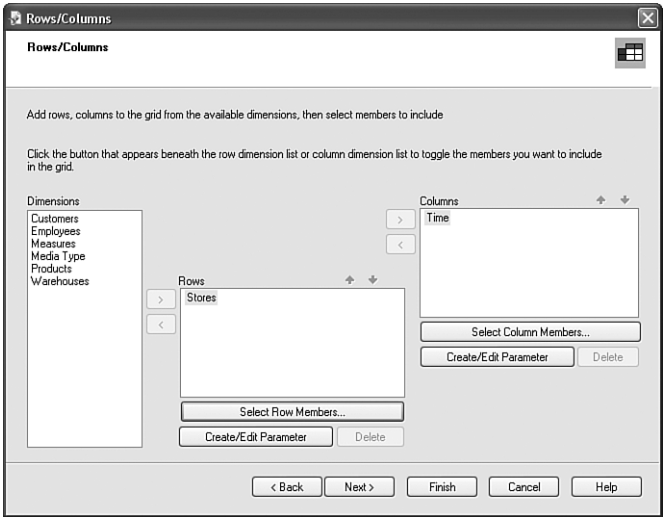 Rows/Columns
Rows/Columns
Add rows, columns to the grid from the available dimensions, then select members to include
Click the button that appears beneath the row dimension list or column dimension list to toggle the members you want to include
in the grid.
Dimensions
Customers
Employees
Measures
Media Type
Products
Warehouses
>
<
Rows
Stores
Select Row Members...
Create/Edit Parameter
Delete
>
<
Columns
Time
Select Column Members...
Create/Edit Parameter
Delete
< Back
Next >
Finish
Cancel
Help